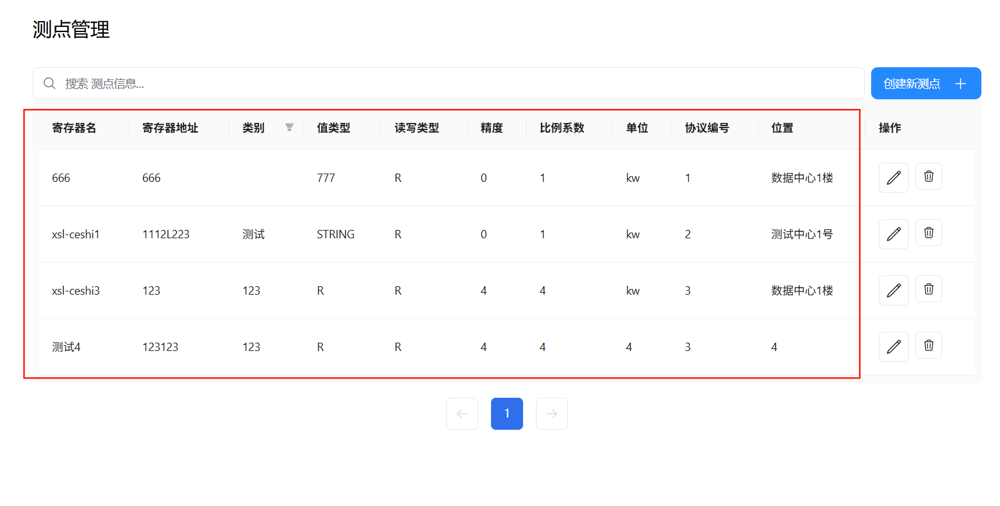 测点管理
搜索 测点信息...
创建新测点
寄存器名 寄存器地址 类别 值类型 读写类型 精度 比例系数 单位 协议编号 位置 操作
666 666 777 R 0 1 kw 1 数据中心1楼
xsl-ceshi1 1112L223 测试 STRING R 0 1 kw 2 测试中心1号
xsl-ceshi3 123 123 R R 4 4 kw 3 数据中心1楼
测试4 123123 123 R R 4 4 4 3 4
1